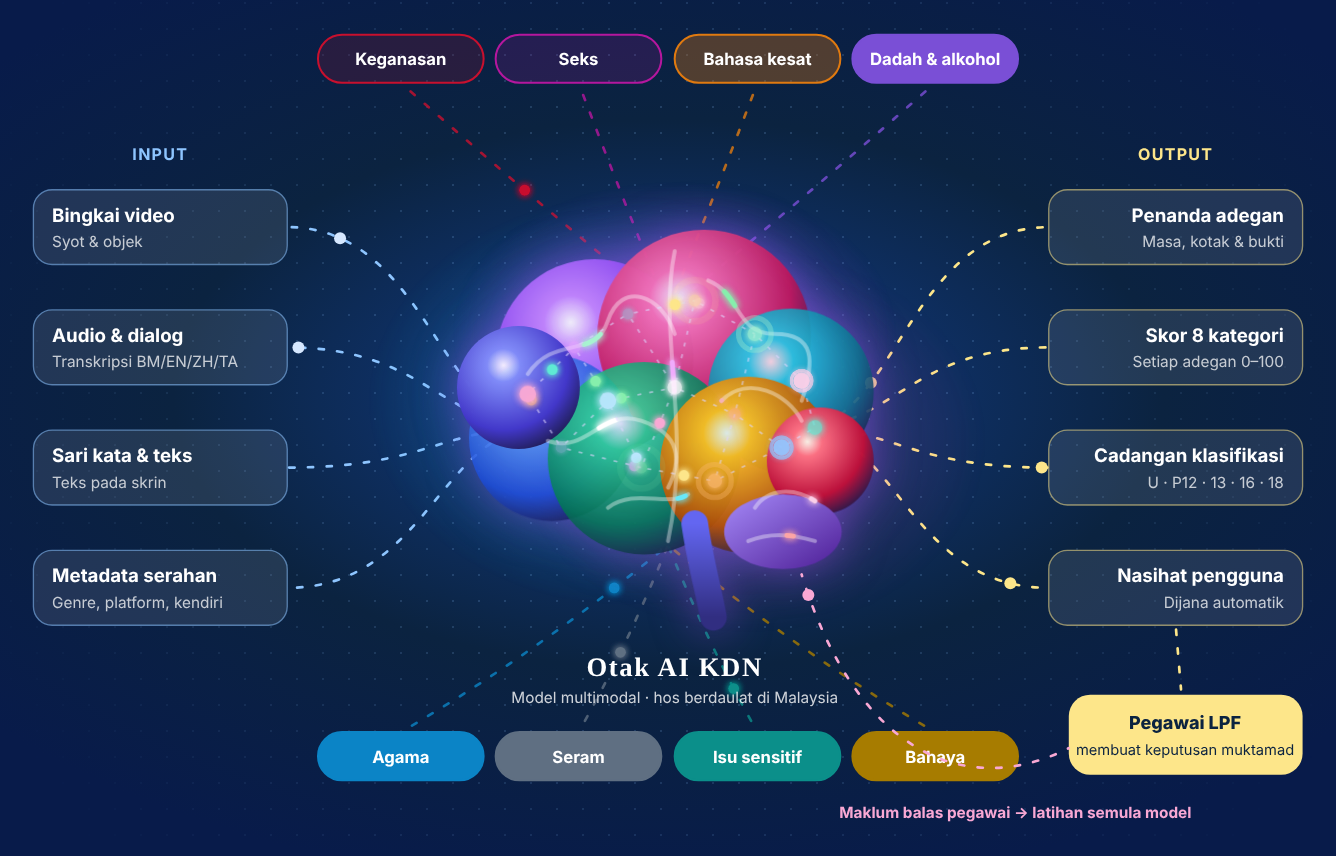 Keganasan
Seks
Bahasa kesat
Dadah & alkohol
INPUT
Bingkai video
Syot & objek
Audio & dialog
Transkripsi BM/EN/ZH/TA
Sari kata & teks
Teks pada skrin
Metadata serahan
Genre, platform, kendiri
OUTPUT
Penanda adegan
Masa, kotak & bukti
Skor 8 kategori
Setiap adegan 0–100
Cadangan klasifikasi
U · P12 · 13 · 16 · 18
Nasihat pengguna
Dijana automatik
Otak AI KDN
Model multimodal · hos berdaulat di Malaysia
Pegawai LPF
membuat keputusan muktamad
Agama
Seram
Isu sensitif
Bahaya
Maklum balas pegawai → latihan semula model